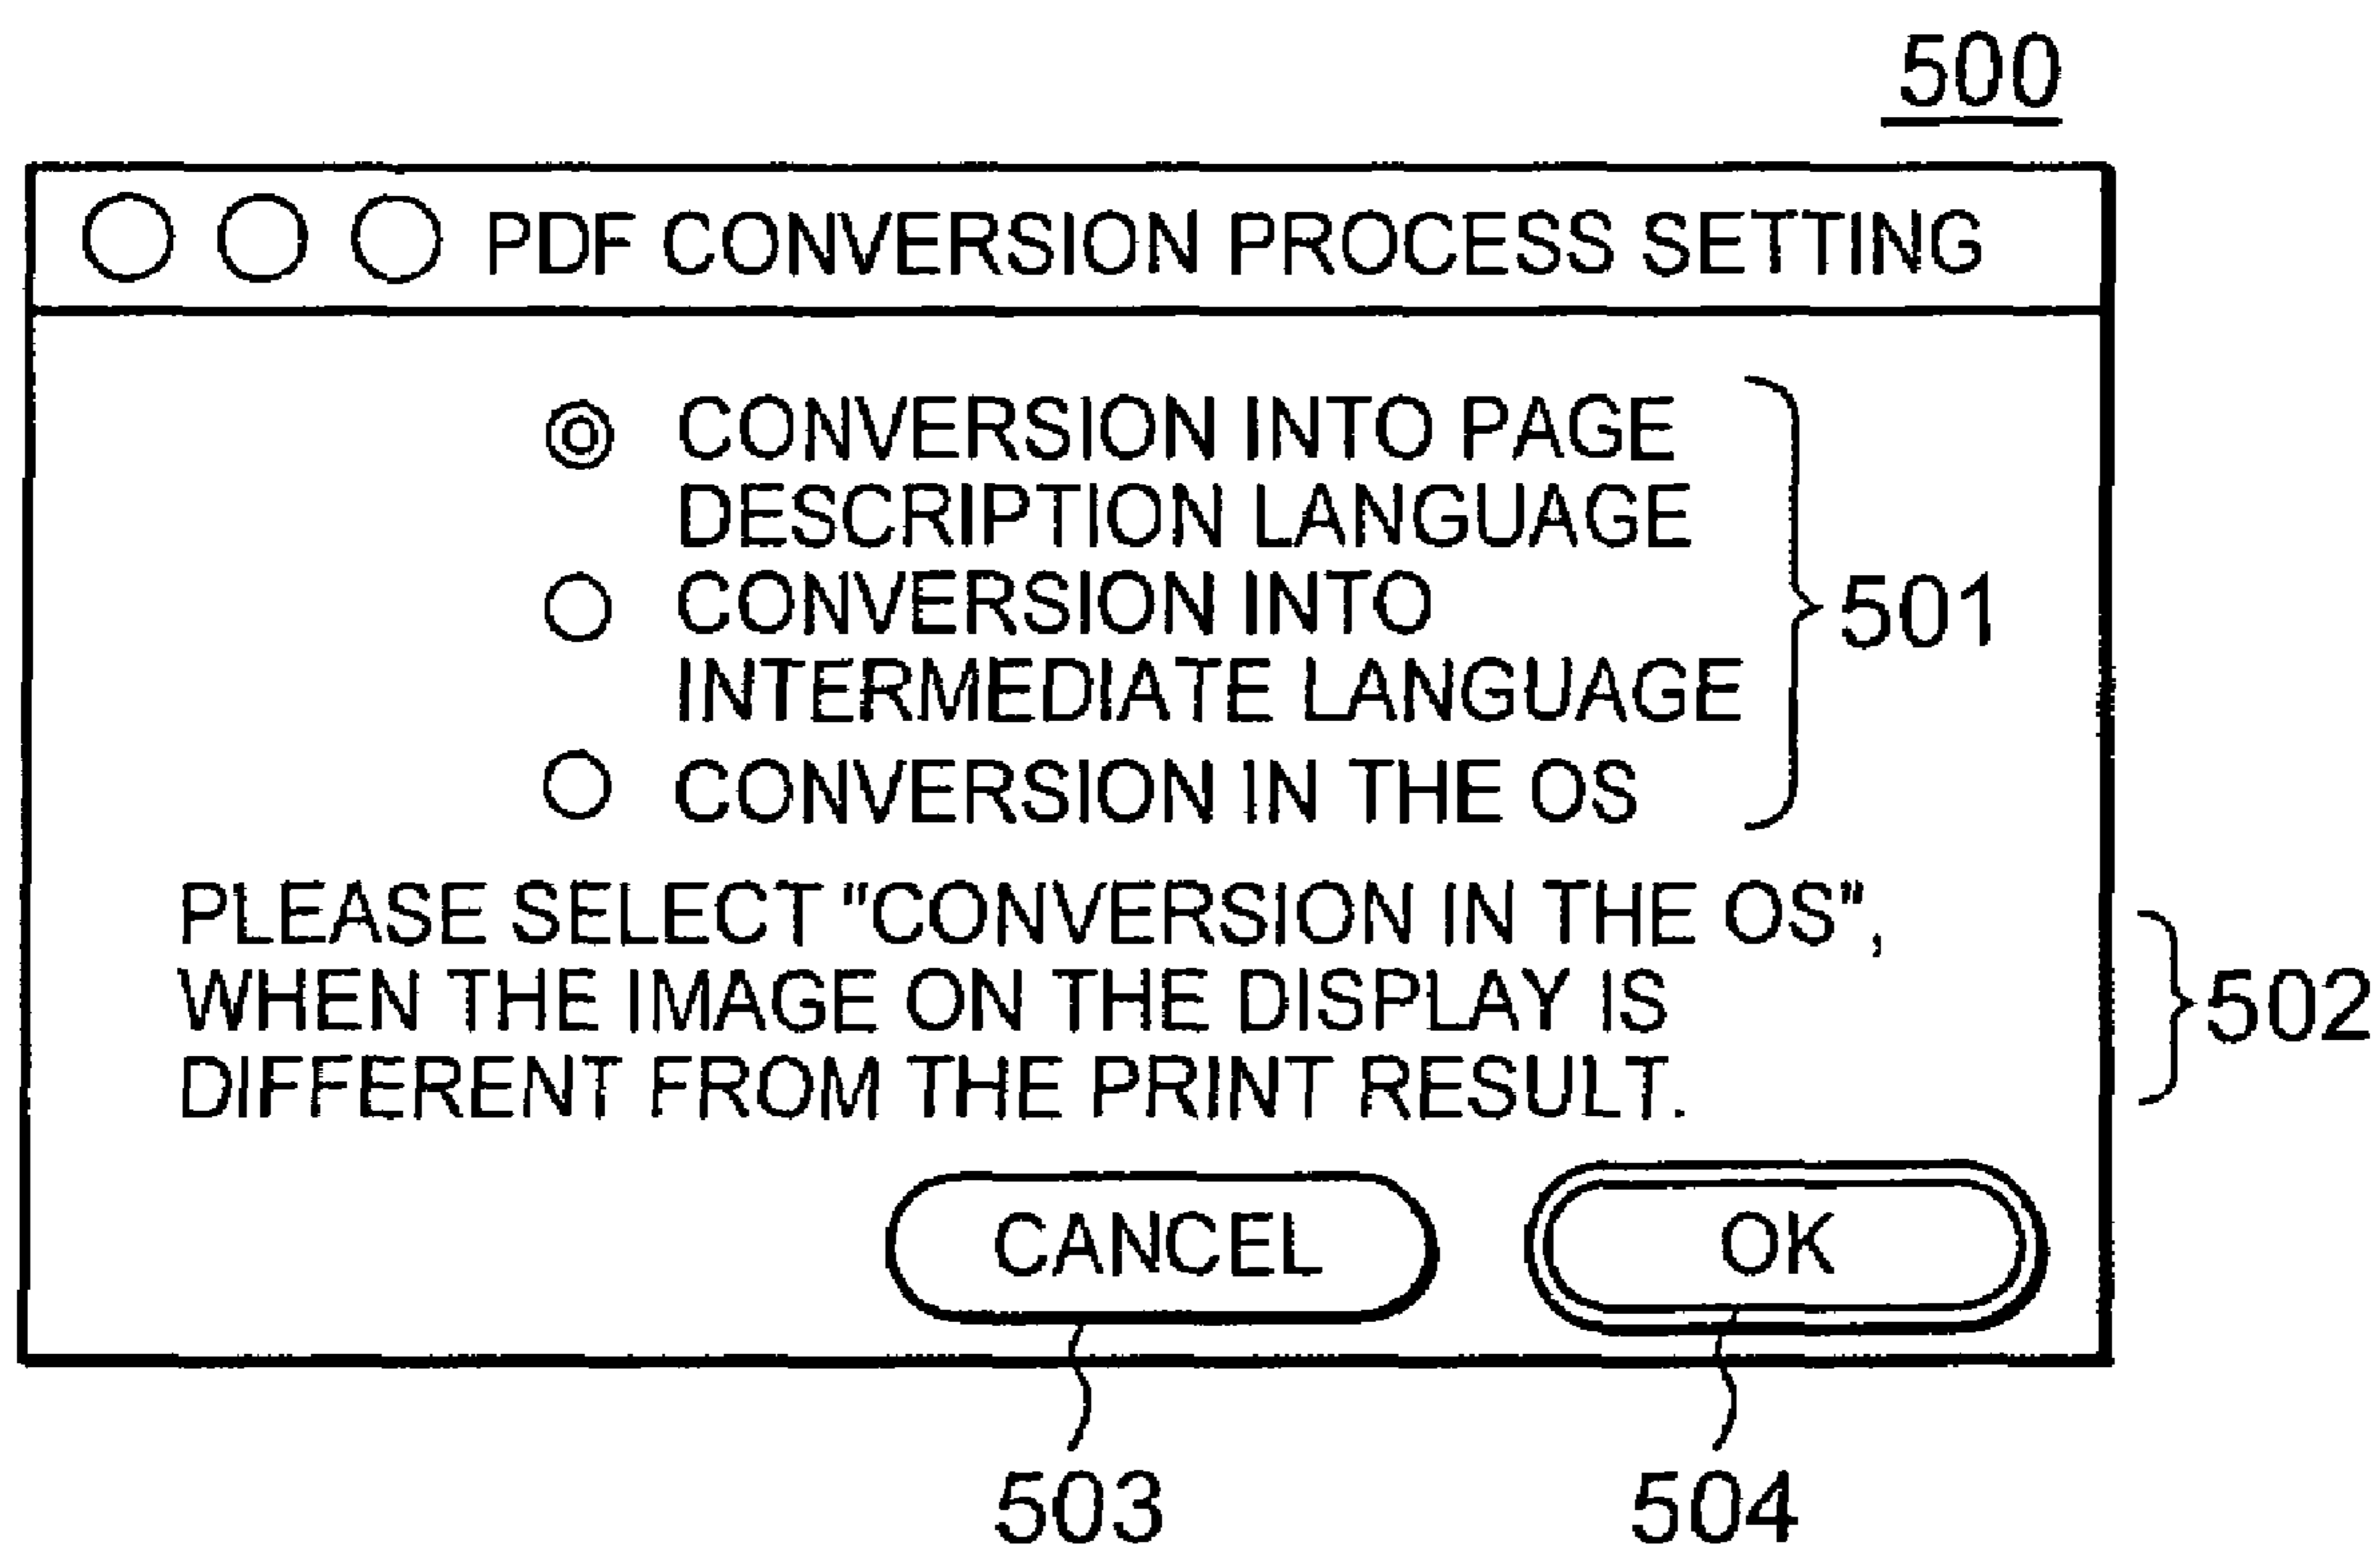 500
PDF CONVERSION PROCESS SETTING
CONVERSION INTO PAGE
DESCRIPTION LANGUAGE
CONVERSION INTO
INTERMEDIATE LANGUAGE
CONVERSION IN THE OS
501
PLEASE SELECT "CONVERSION IN THE OS",
WHEN THE IMAGE ON THE DISPLAY IS
DIFFERENT FROM THE PRINT RESULT.
502
CANCEL
OK
503
504